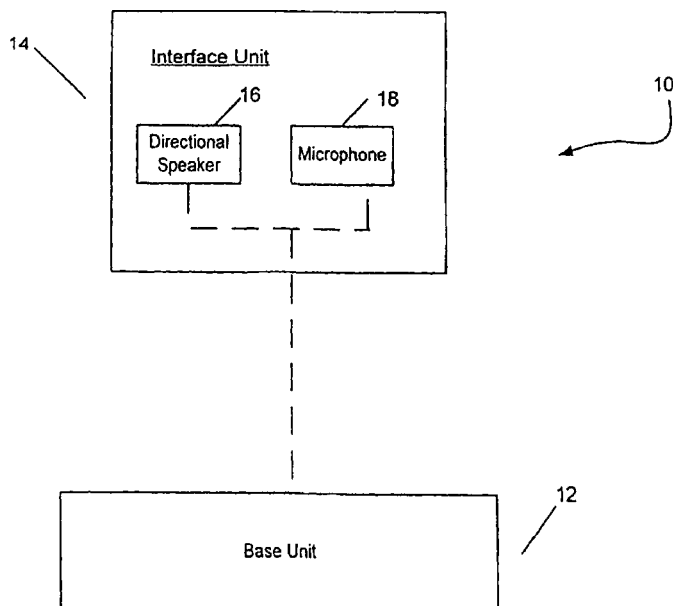 14
Interface Unit
10
16
18
Directional
Speaker
Microphone
12
Base Unit